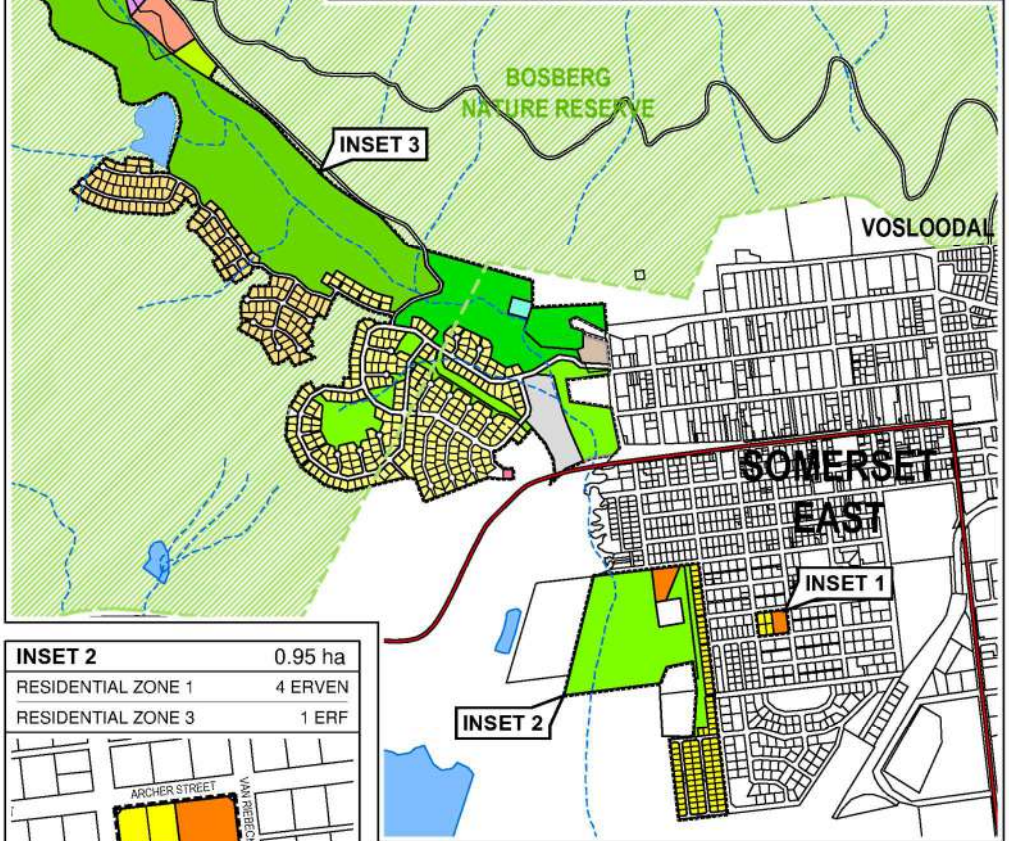 BOSBERG
NATURE RESERVE
INSET 3
VOSLOODAL
SOMERSET
EAST
INSET 1
INSET 2
INSET 2 0.95 ha
RESIDENTIAL ZONE 1 4 ERVEN
RESIDENTIAL ZONE 3 1 ERF
ARCHER STREET